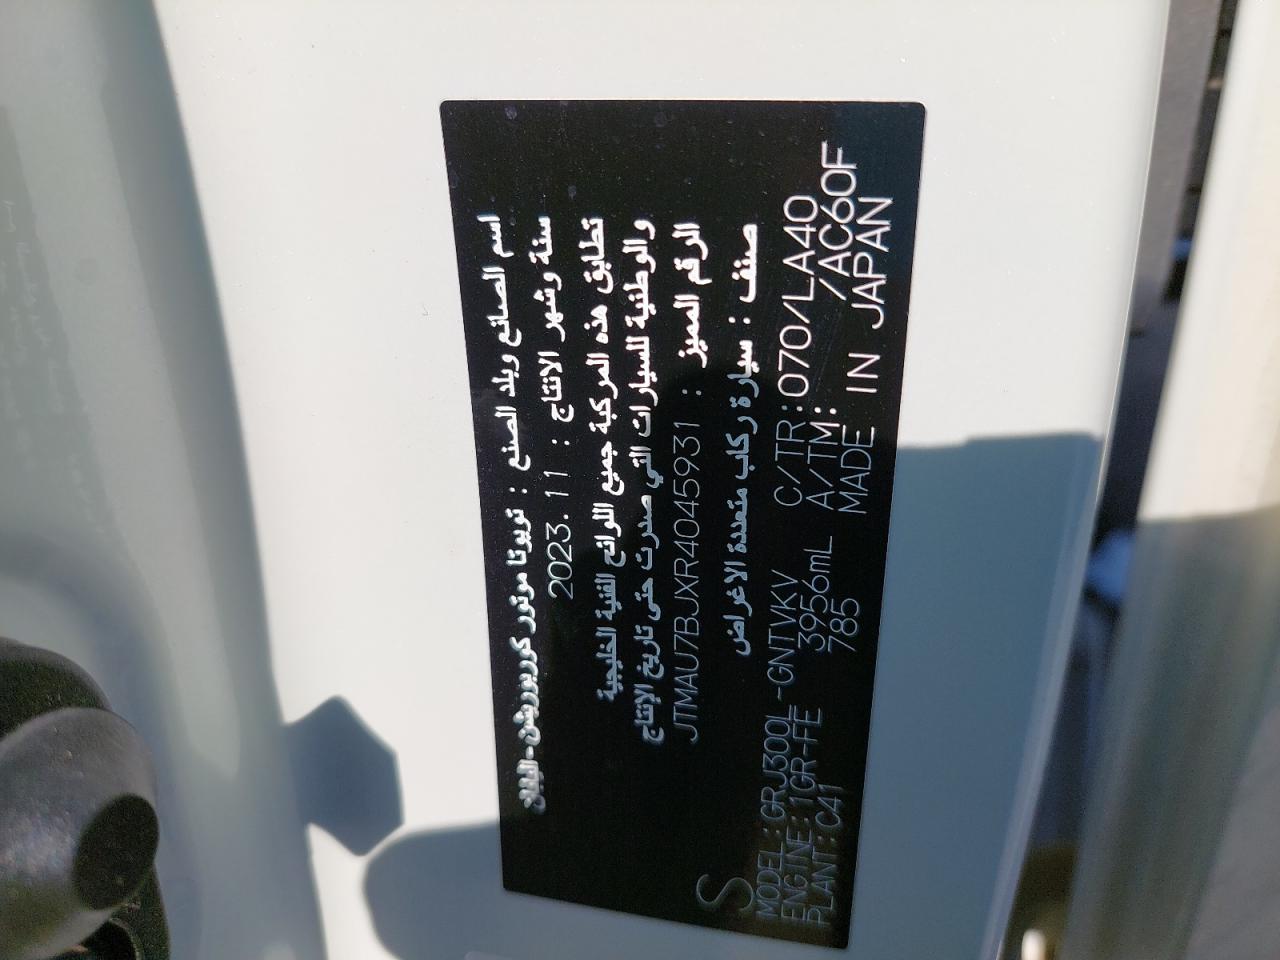 اسم الصانع وبلد الصنع : تويوتا موتور كوربوريشن-اليابان
سنة وشهر الانتاج : 2023.11
تطابق هذه المركبة جميع اللوائح الفنية الخليجية
والوطنية للسيارات التي صدرت حتى تاريخ الإنتاج
الرقم المميز : JTMAU7BJXR4045931
صنف : سيارة ركاب متعددة الاغراض
S
MODEL:GRJ300L-GNTVKV C/TR:070/LA40
ENGINE:1GR-FE 3956mL A/TM: /AC60F
PLANT:C41 785 MADE IN JAPAN